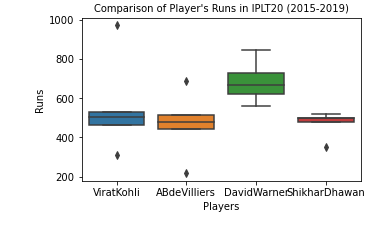 Comparison of Player's Runs in IPLT20 (2015-2019)
1000
800
600
400
200
Runs
ViratKohli ABdeVilliers DavidWarner ShikharDhawan
Players